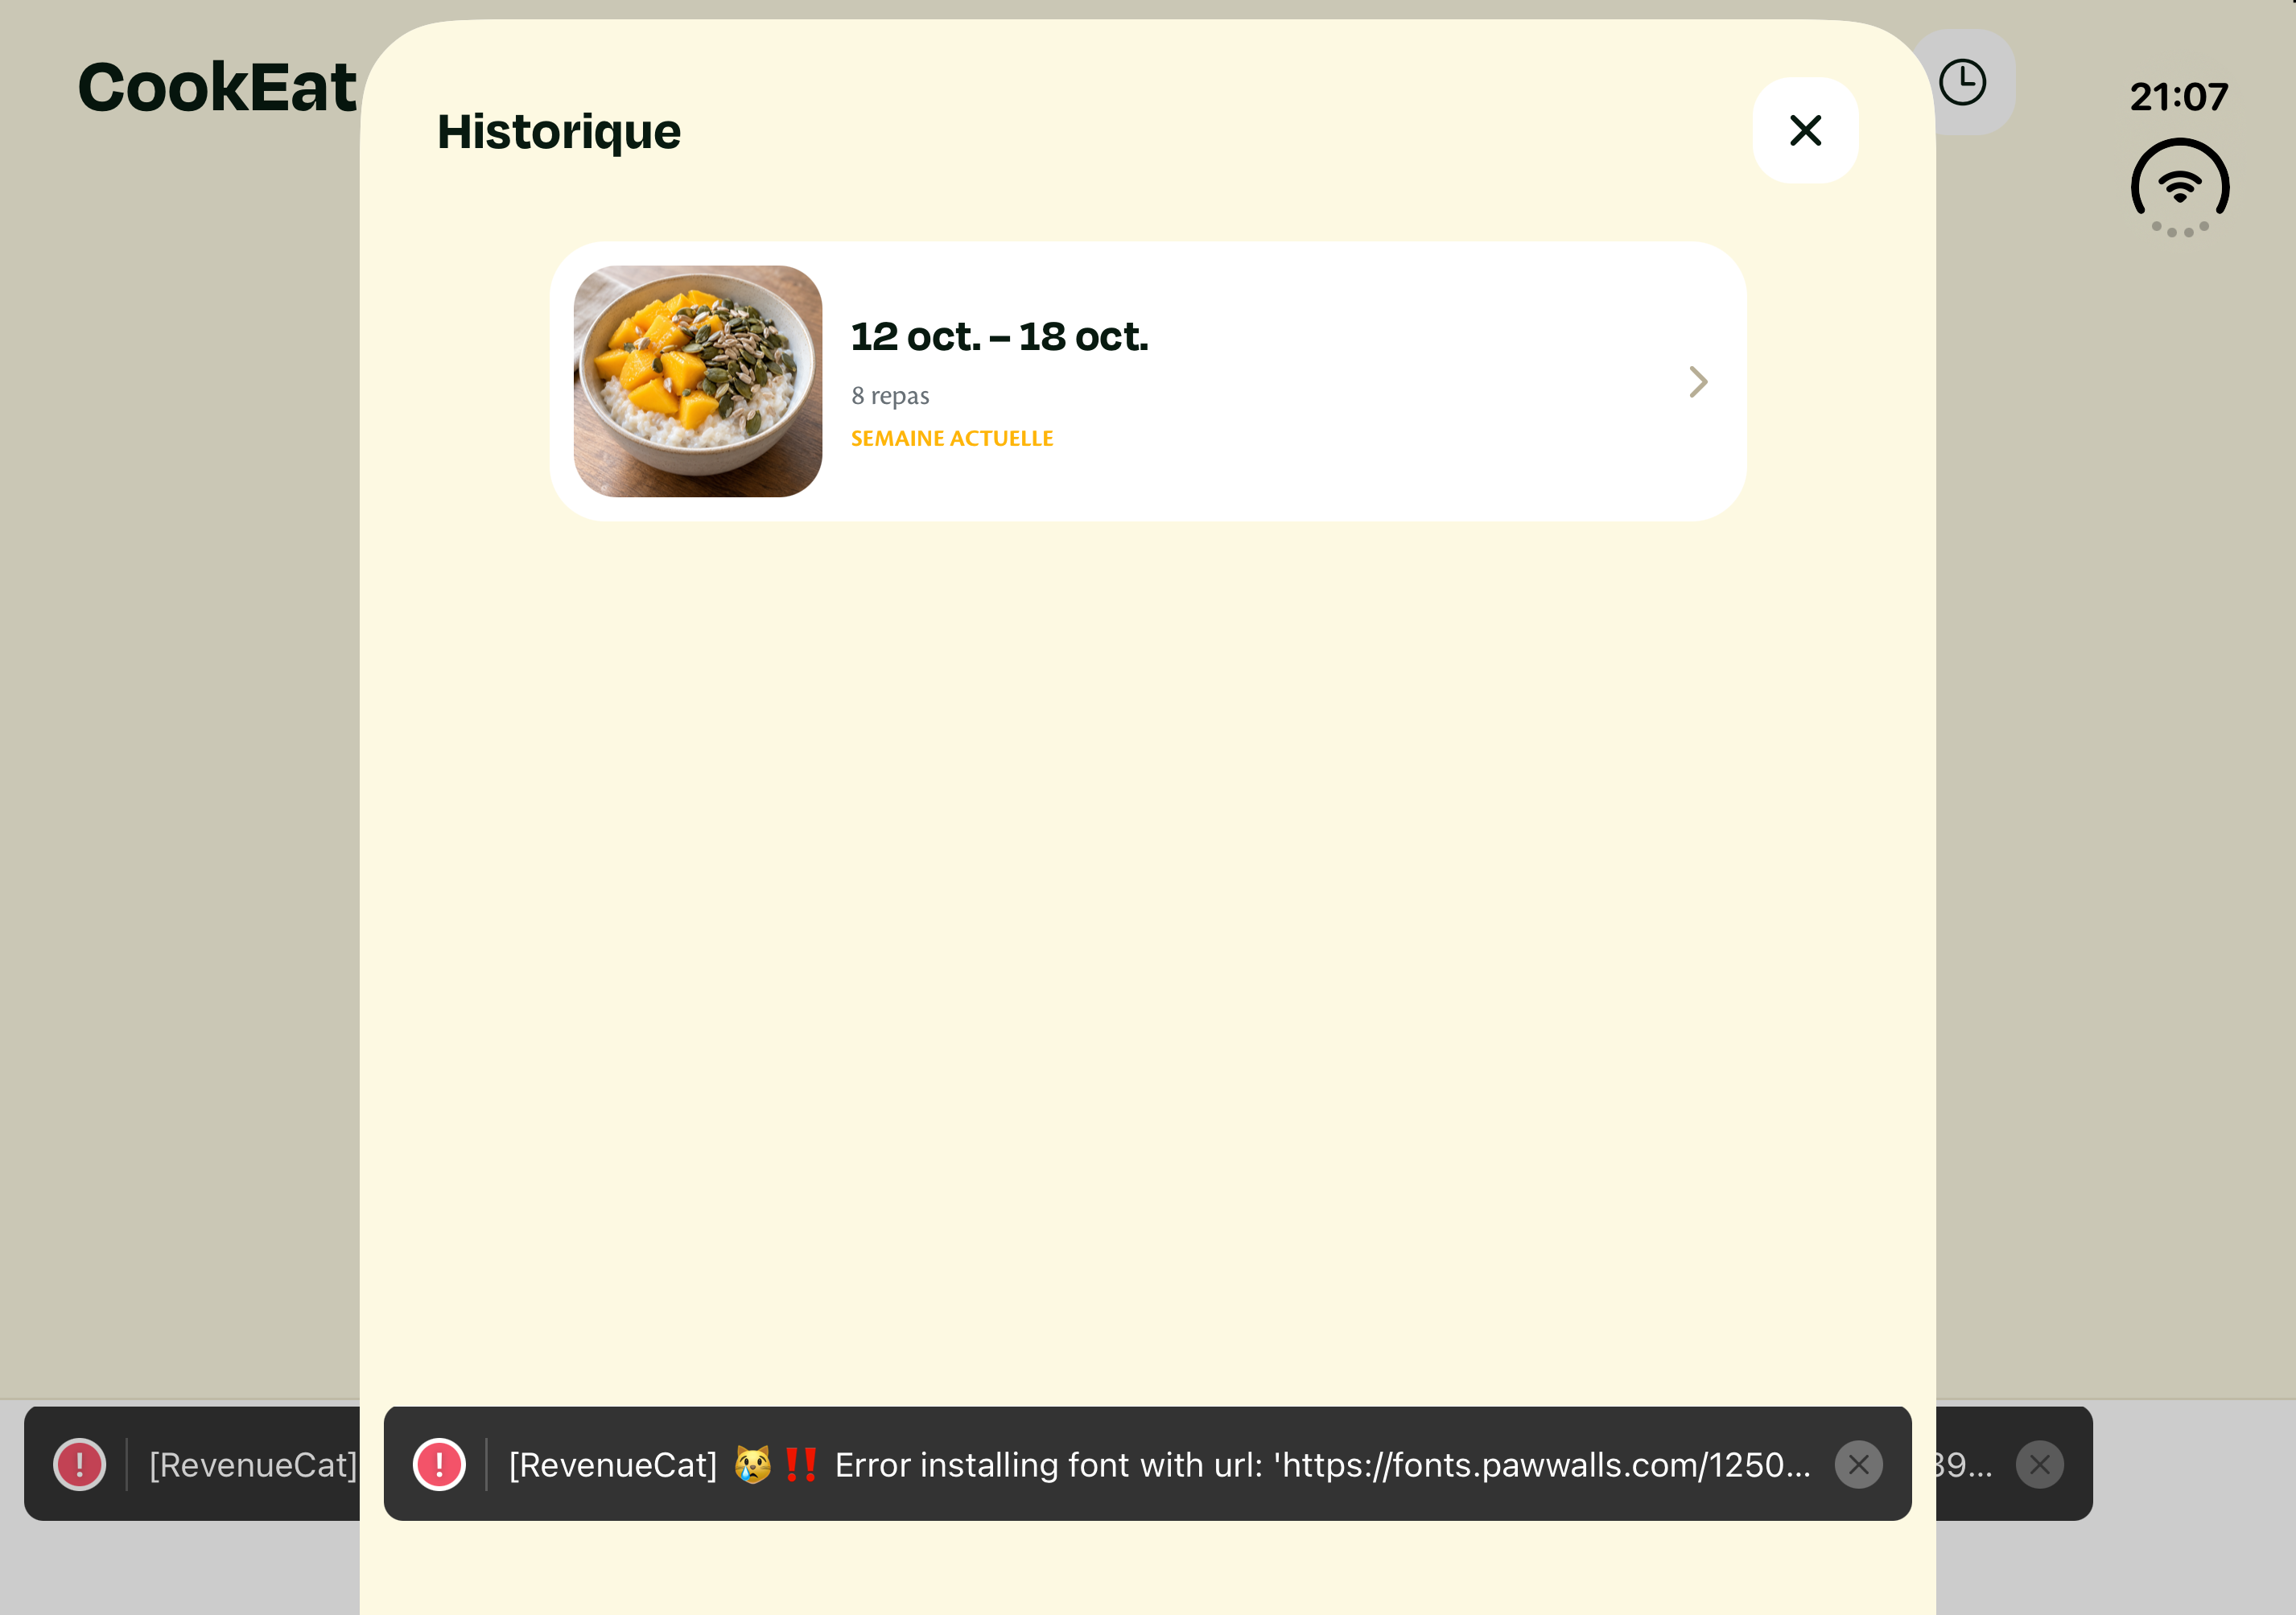 CookEat
21:07
Historique
12 oct. – 18 oct.
8 repas
SEMAINE ACTUELLE
[RevenueCat]
[RevenueCat] 😿‼️ Error installing font with url: 'https://fonts.pawwalls.com/1250...
39...